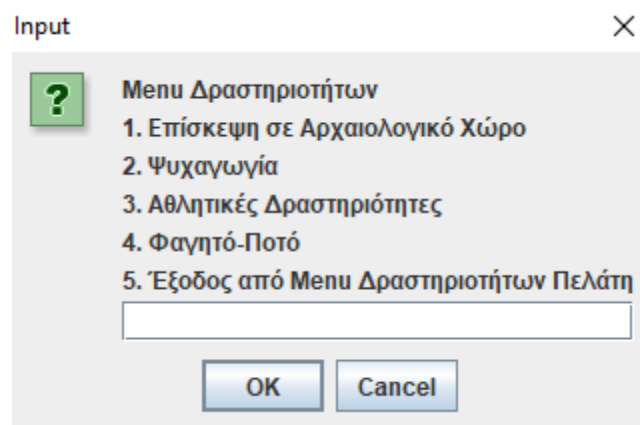 Input
?
Menu Δραστηριοτήτων
1. Επίσκεψη σε Αρχαιολογικό Χώρο
2. Ψυχαγωγία
3. Αθλητικές Δραστηριότητες
4. Φαγητό-Ποτό
5. Έξοδος από Menu Δραστηριοτήτων Πελάτη
OK Cancel